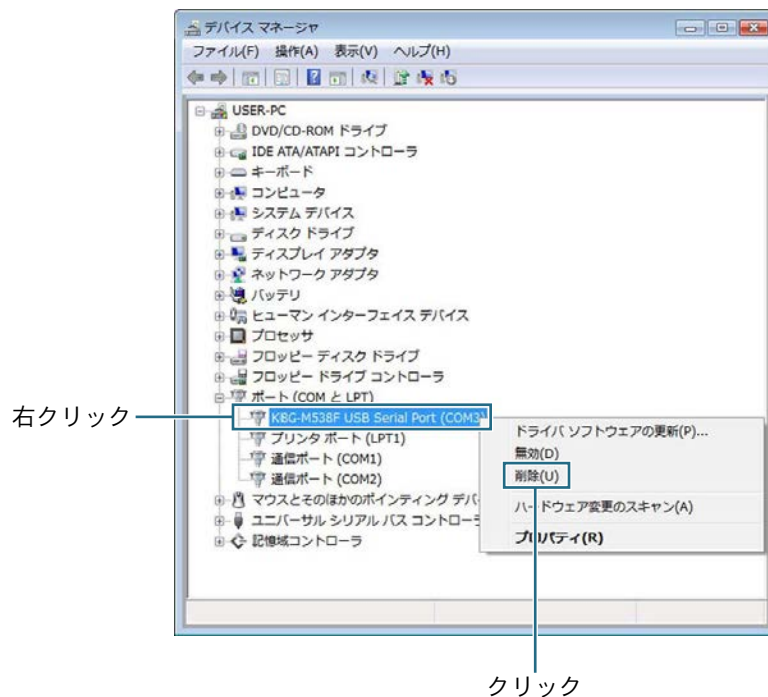 デバイス マネージャ
ファイル(F) 操作(A) 表示(V) ヘルプ(H)
USER-PC
DVD/CD-ROM ドライブ
IDE ATA/ATAPI コントローラ
キーボード
コンピュータ
システム デバイス
ディスク ドライブ
ディスプレイ アダプタ
ネットワーク アダプタ
バッテリ
ヒューマン インターフェイス デバイス
プロセッサ
フロッピー ディスク ドライブ
フロッピー ドライブ コントローラ
ポート (COM と LPT)
右クリック
KBG-M538F USB Serial Port (COM3)
プリンタ ポート (LPT1)
通信ポート (COM1)
通信ポート (COM2)
マウスとそのほかのポインティング デバ
ユニバーサル シリアル バス コントローラ
記憶域コントローラ
ドライバ ソフトウェアの更新(P)...
無効(D)
削除(U)
ハードウェア変更のスキャン(A)
プロパティ(R)
クリック